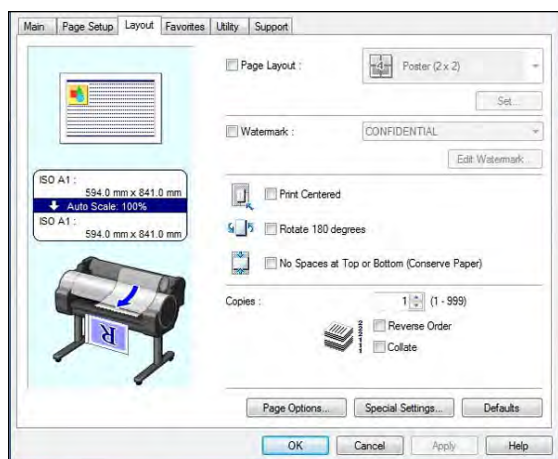 Main Page Setup Layout Favorites Utility Support
Page Layout : Poster (2 x 2)
Set...
Watermark : CONFIDENTIAL
Edit Watermark...
ISO A1 :
594.0 mm x 841.0 mm
Auto Scale: 100%
ISO A1 :
594.0 mm x 841.0 mm
Print Centered
Rotate 180 degrees
No Spaces at Top or Bottom (Conserve Paper)
Copies : 1 (1 - 999)
Reverse Order
Collate
R
Page Options... Special Settings... Defaults
OK Cancel Apply Help